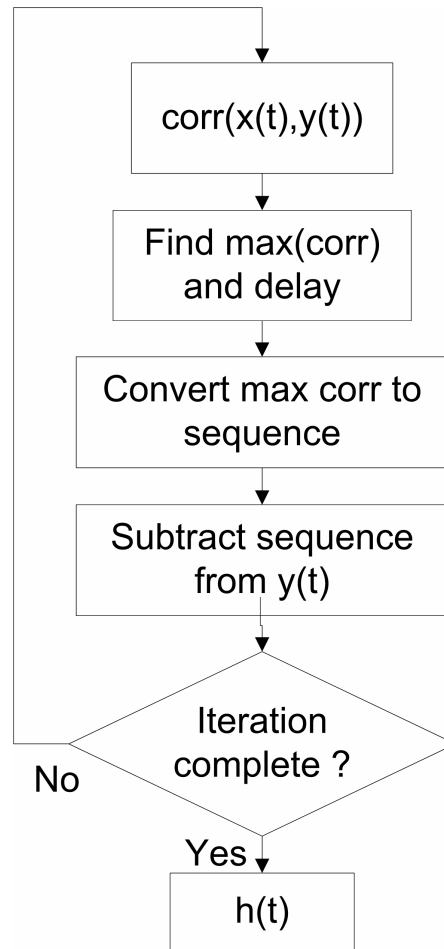 corr(x(t),y(t))
Find max(corr)
and delay
Convert max corr to
sequence
Subtract sequence
from y(t)
Iteration
complete ?
No
Yes
h(t)